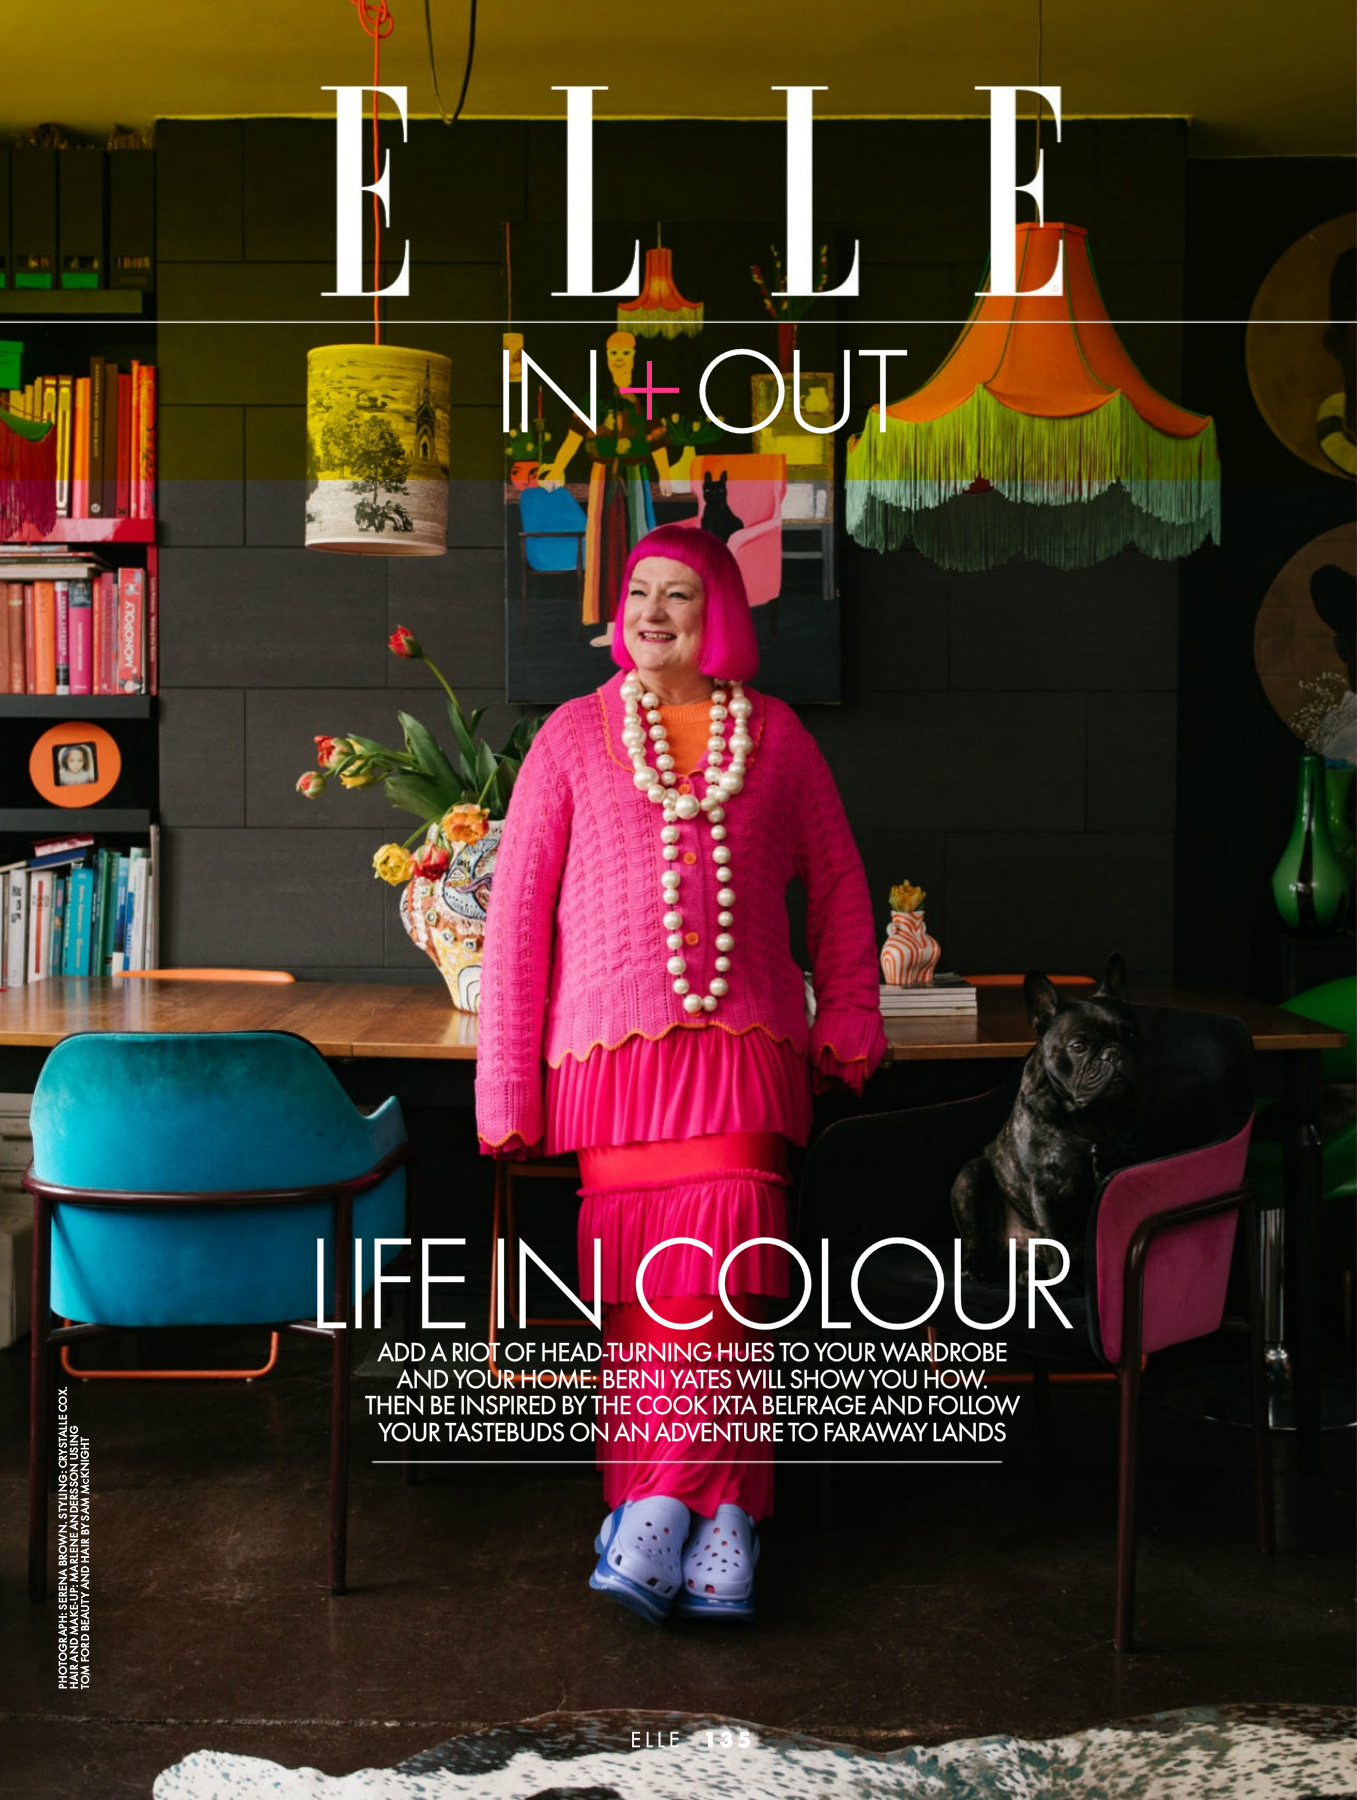 ELLE
IN + OUT
MONOPOLY
LIFE IN COLOUR
ADD A RIOT OF HEAD-TURNING HUES TO YOUR WARDROBE
AND YOUR HOME: BERNI YATES WILL SHOW YOU HOW.
THEN BE INSPIRED BY THE COOK IXTA BELFRAGE AND FOLLOW
YOUR TASTEBUDS ON AN ADVENTURE TO FARAWAY LANDS
PHOTOGRAPH: SERENA BROWN. STYLING: CRYSTALLE COX.
HAIR AND MAKE-UP: MARLENE ANDERSSON USING
TOM FORD BEAUTY AND HAIR BY SAM McKNIGHT
ELLE 135